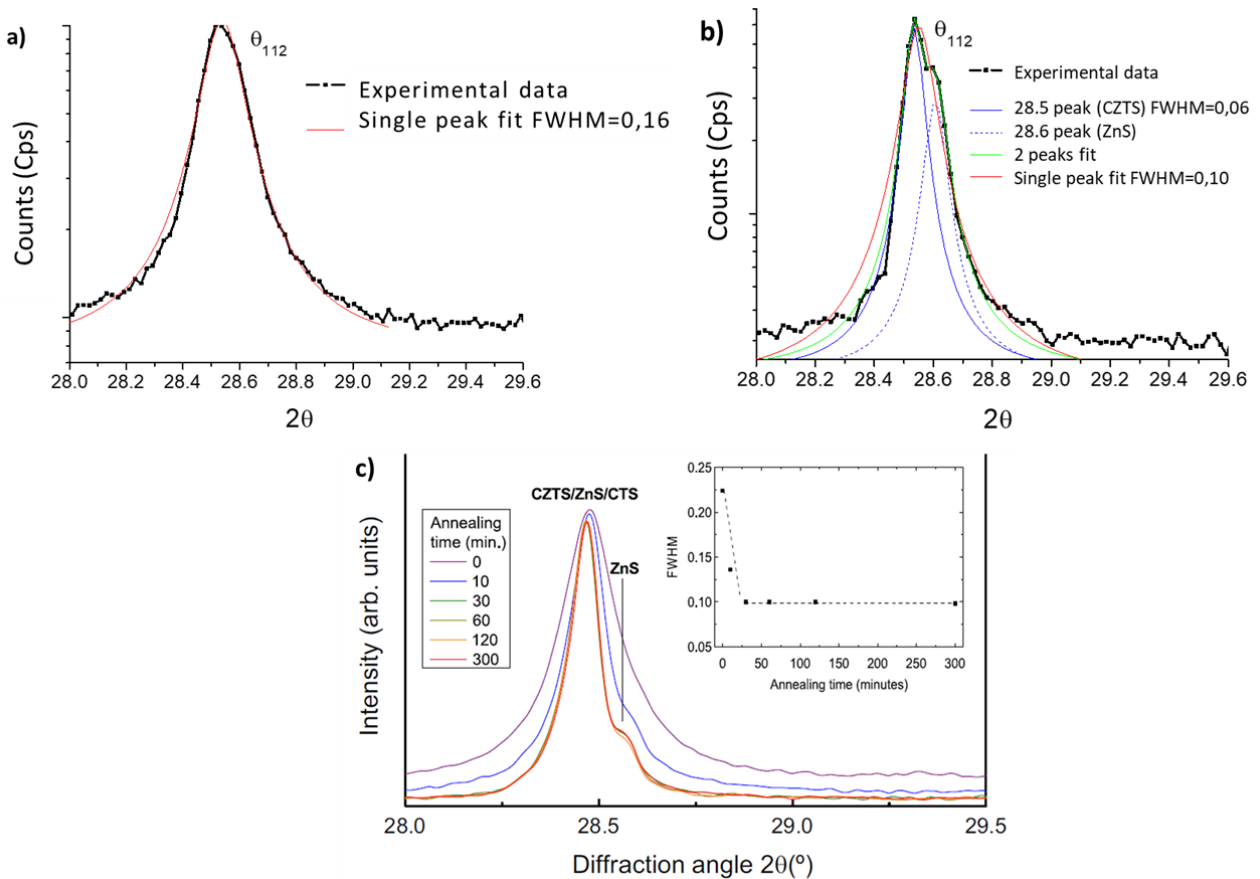 a)
θ112
Experimental data
Single peak fit FWHM=0,16
Counts (Cps)
28.0 28.2 28.4 28.6 28.8 29.0 29.2 29.4 29.6
2θ
b)
θ112
Experimental data
28.5 peak (CZTS) FWHM=0,06
28.6 peak (ZnS)
2 peaks fit
Single peak fit FWHM=0,10
Counts (Cps)
28.0 28.2 28.4 28.6 28.8 29.0 29.2 29.4 29.6
2θ
c)
CZTS/ZnS/CTS
ZnS
Annealing
time (min.)
0
10
30
60
120
300
Intensity (arb. units)
28.0 28.5 29.0 29.5
Diffraction angle 2θ(º)
0.25
0.20
0.15
0.10
0.05
FWHM
0 50 100 150 200 250 300
Annealing time (minutes)